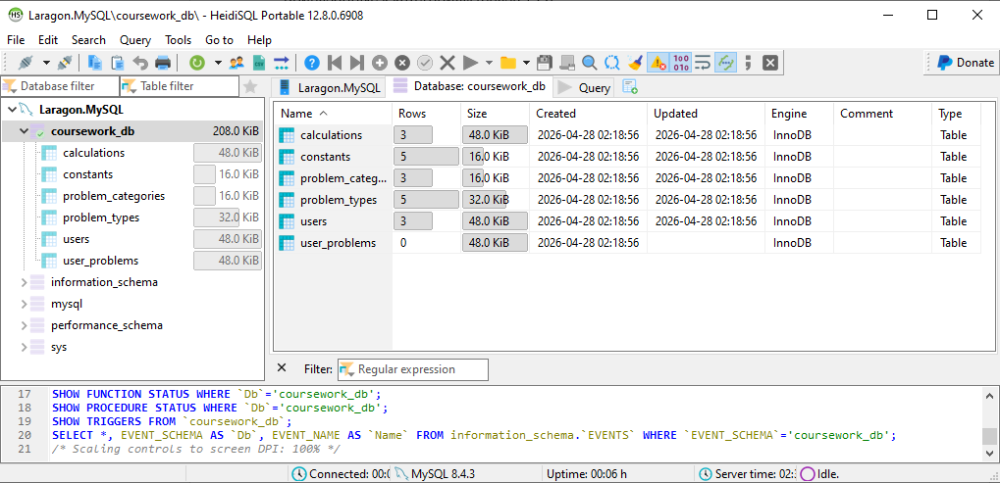 Laragon.MySQL\coursework_db\ - HeidiSQL Portable 12.8.0.6908
File Edit Search Query Tools Go to Help
Donate
Database filter Table filter
Laragon.MySQL Database: coursework_db Query
Laragon.MySQL
coursework_db 208.0 KiB
calculations 48.0 KiB
constants 16.0 KiB
problem_categories 16.0 KiB
problem_types 32.0 KiB
users 48.0 KiB
user_problems 48.0 KiB
information_schema
mysql
performance_schema
sys
Name Rows Size Created Updated Engine Comment Type
calculations 3 48.0 KiB 2026-04-28 02:18:56 2026-04-28 02:18:56 InnoDB Table
constants 5 16.0 KiB 2026-04-28 02:18:56 2026-04-28 02:18:56 InnoDB Table
problem_categ... 3 16.0 KiB 2026-04-28 02:18:56 2026-04-28 02:18:56 InnoDB Table
problem_types 5 32.0 KiB 2026-04-28 02:18:56 2026-04-28 02:18:56 InnoDB Table
users 3 48.0 KiB 2026-04-28 02:18:56 2026-04-28 02:18:56 InnoDB Table
user_problems 0 48.0 KiB 2026-04-28 02:18:56 InnoDB Table
Filter: Regular expression
17 SHOW FUNCTION STATUS WHERE `Db`='coursework_db';
18 SHOW PROCEDURE STATUS WHERE `Db`='coursework_db';
19 SHOW TRIGGERS FROM `coursework_db`;
20 SELECT *, EVENT_SCHEMA AS `Db`, EVENT_NAME AS `Name` FROM information_schema.`EVENTS` WHERE `EVENT_SCHEMA`='coursework_db';
21 /* Scaling controls to screen DPI: 100% */
Connected: 00:0 MySQL 8.4.3 Uptime: 00:06 h Server time: 02: Idle.